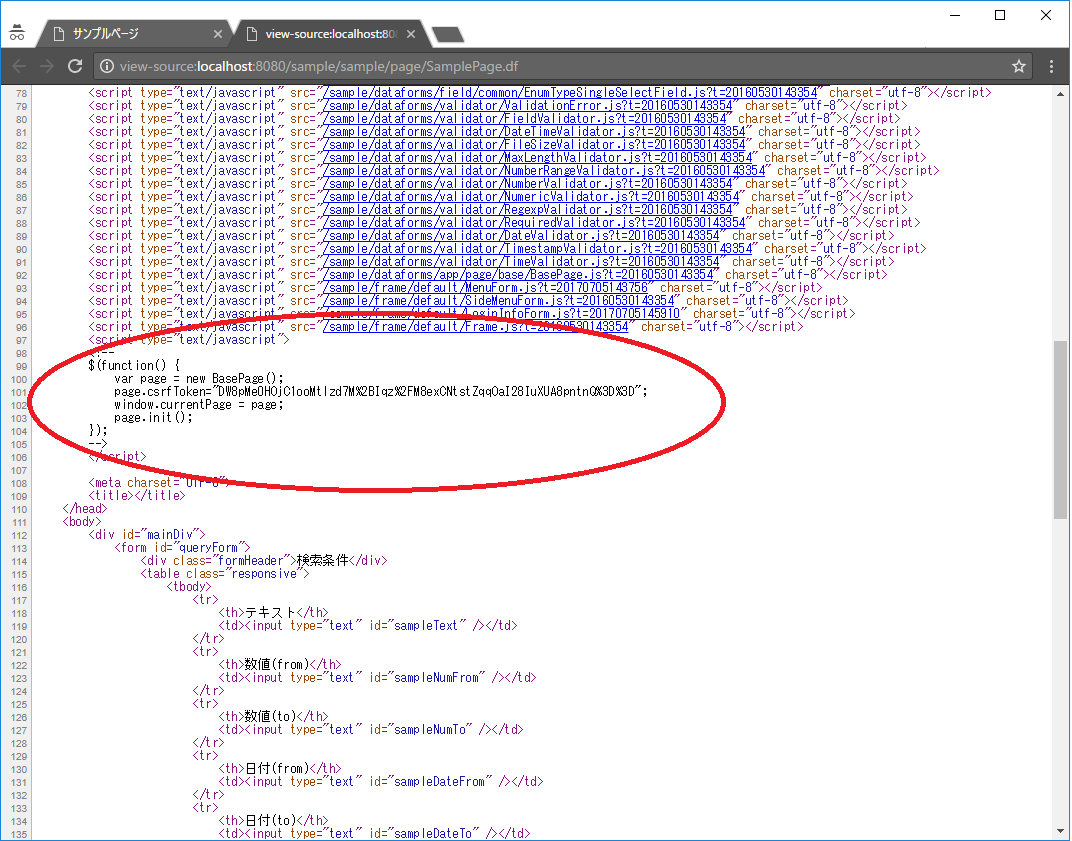 サンプルページ
view-source:localhost:80
view-source:localhost:8080/sample/sample/page/SamplePage.df
78 <script type="text/javascript" src="/sample/dataforms/field/common/EnumTypeSingleSelectField.js?t=20160530143354" charset="utf-8"></script>
79 <script type="text/javascript" src="/sample/dataforms/validator/ValidationError.js?t=20160530143354" charset="utf-8"></script>
80 <script type="text/javascript" src="/sample/dataforms/validator/FieldValidator.js?t=20160530143354" charset="utf-8"></script>
81 <script type="text/javascript" src="/sample/dataforms/validator/DateTimeValidator.js?t=20160530143354" charset="utf-8"></script>
82 <script type="text/javascript" src="/sample/dataforms/validator/FileSizeValidator.js?t=20160530143354" charset="utf-8"></script>
83 <script type="text/javascript" src="/sample/dataforms/validator/MaxLengthValidator.js?t=20160530143354" charset="utf-8"></script>
84 <script type="text/javascript" src="/sample/dataforms/validator/NumberRangeValidator.js?t=20160530143354" charset="utf-8"></script>
85 <script type="text/javascript" src="/sample/dataforms/validator/NumberValidator.js?t=20160530143354" charset="utf-8"></script>
86 <script type="text/javascript" src="/sample/dataforms/validator/NumericValidator.js?t=20160530143354" charset="utf-8"></script>
87 <script type="text/javascript" src="/sample/dataforms/validator/RegexpValidator.js?t=20160530143354" charset="utf-8"></script>
88 <script type="text/javascript" src="/sample/dataforms/validator/RequiredValidator.js?t=20160530143354" charset="utf-8"></script>
89 <script type="text/javascript" src="/sample/dataforms/validator/DateValidator.js?t=20160530143354" charset="utf-8"></script>
90 <script type="text/javascript" src="/sample/dataforms/validator/TimestampValidator.js?t=20160530143354" charset="utf-8"></script>
91 <script type="text/javascript" src="/sample/dataforms/validator/TimeValidator.js?t=20160530143354" charset="utf-8"></script>
92 <script type="text/javascript" src="/sample/dataforms/app/page/base/BasePage.js?t=20160530143354" charset="utf-8"></script>
93 <script type="text/javascript" src="/sample/frame/default/MenuForm.js?t=20170705143756" charset="utf-8"></script>
94 <script type="text/javascript" src="/sample/frame/default/SideMenuForm.js?t=20160530143354" charset="utf-8"></script>
95 <script type="text/javascript" src="/sample/frame/default/LoginInfoForm.js?t=20170705145910" charset="utf-8"></script>
96 <script type="text/javascript" src="/sample/frame/default/Frame.js?t=20160530143354" charset="utf-8"></script>
97 <script type="text/javascript">
98 <!--
99 $(function() {
100 var page = new BasePage();
101 page.csrfToken="DW8pMeOHOjC1ooMtlzd7M%2BIqz%2FM8exCNtstZqqOaI28IuXUA8pntnQ%3D%3D";
102 window.currentPage = page;
103 page.init();
104 });
105 -->
106 </script>
107
108 <meta charset="UTF-8">
109 <title></title>
110 </head>
111 <body>
112 <div id="mainDiv">
113 <form id="queryForm">
114 <div class="formHeader">検索条件</div>
115 <table class="responsive">
116 <tbody>
117 <tr>
118 <th>テキスト</th>
119 <td><input type="text" id="sampleText" /></td>
120 </tr>
121 <tr>
122 <th>数値(from)</th>
123 <td><input type="text" id="sampleNumFrom" /></td>
124 </tr>
125 <tr>
126 <th>数値(to)</th>
127 <td><input type="text" id="sampleNumTo" /></td>
128 </tr>
129 <tr>
130 <th>日付(from)</th>
131 <td><input type="text" id="sampleDateFrom" /></td>
132 </tr>
133 <tr>
134 <th>日付(to)</th>
135 <td><input type="text" id="sampleDateTo" /></td>